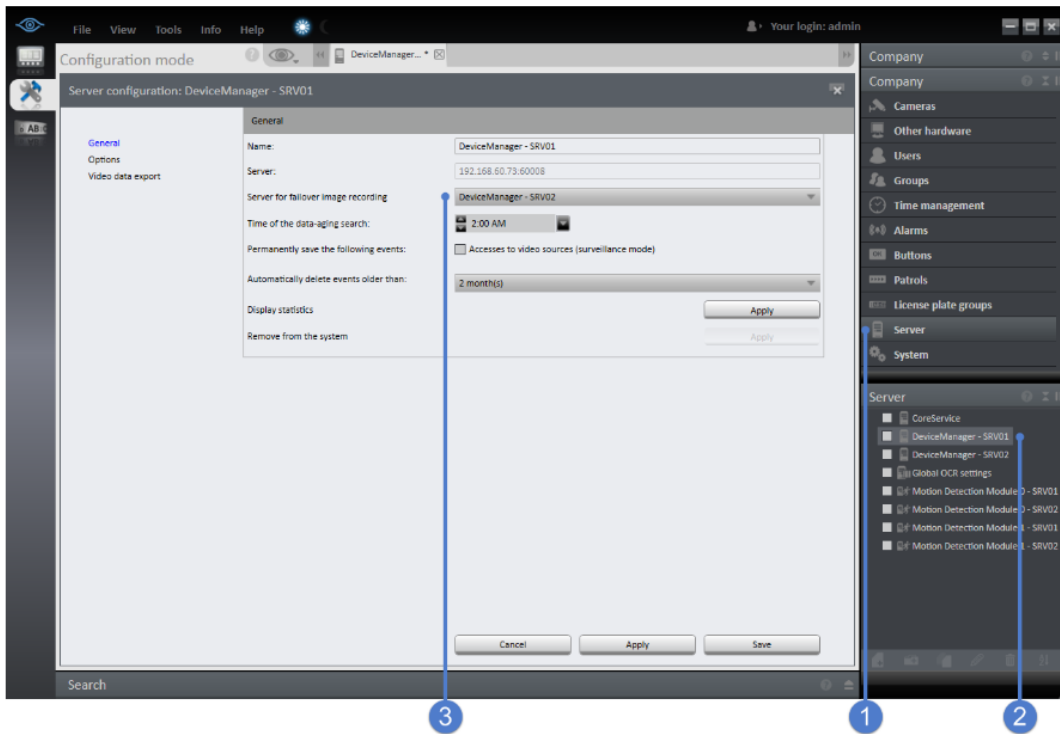 File View Tools Info Help
Your login: admin
Configuration mode
DeviceManager... *
Server configuration: DeviceManager - SRV01
General
Options
Video data export
General
Name: DeviceManager - SRV01
Server: 192.168.60.73:60008
Server for failover image recording DeviceManager - SRV02
Time of the data-aging search: 2:00 AM
Permanently save the following events: Accesses to video sources (surveillance mode)
Automatically delete events older than: 2 month(s)
Display statistics Apply
Remove from the system Apply
Cancel Apply Save
Search
Company
Company
Cameras
Other hardware
Users
Groups
Time management
Alarms
Buttons
Patrols
License plate groups
Server
System
Server
CoreService
DeviceManager - SRV01
DeviceManager - SRV02
Global OCR settings
Motion Detection Module 0 - SRV01
Motion Detection Module 0 - SRV02
Motion Detection Module 1 - SRV01
Motion Detection Module 1 - SRV02
3 1 2